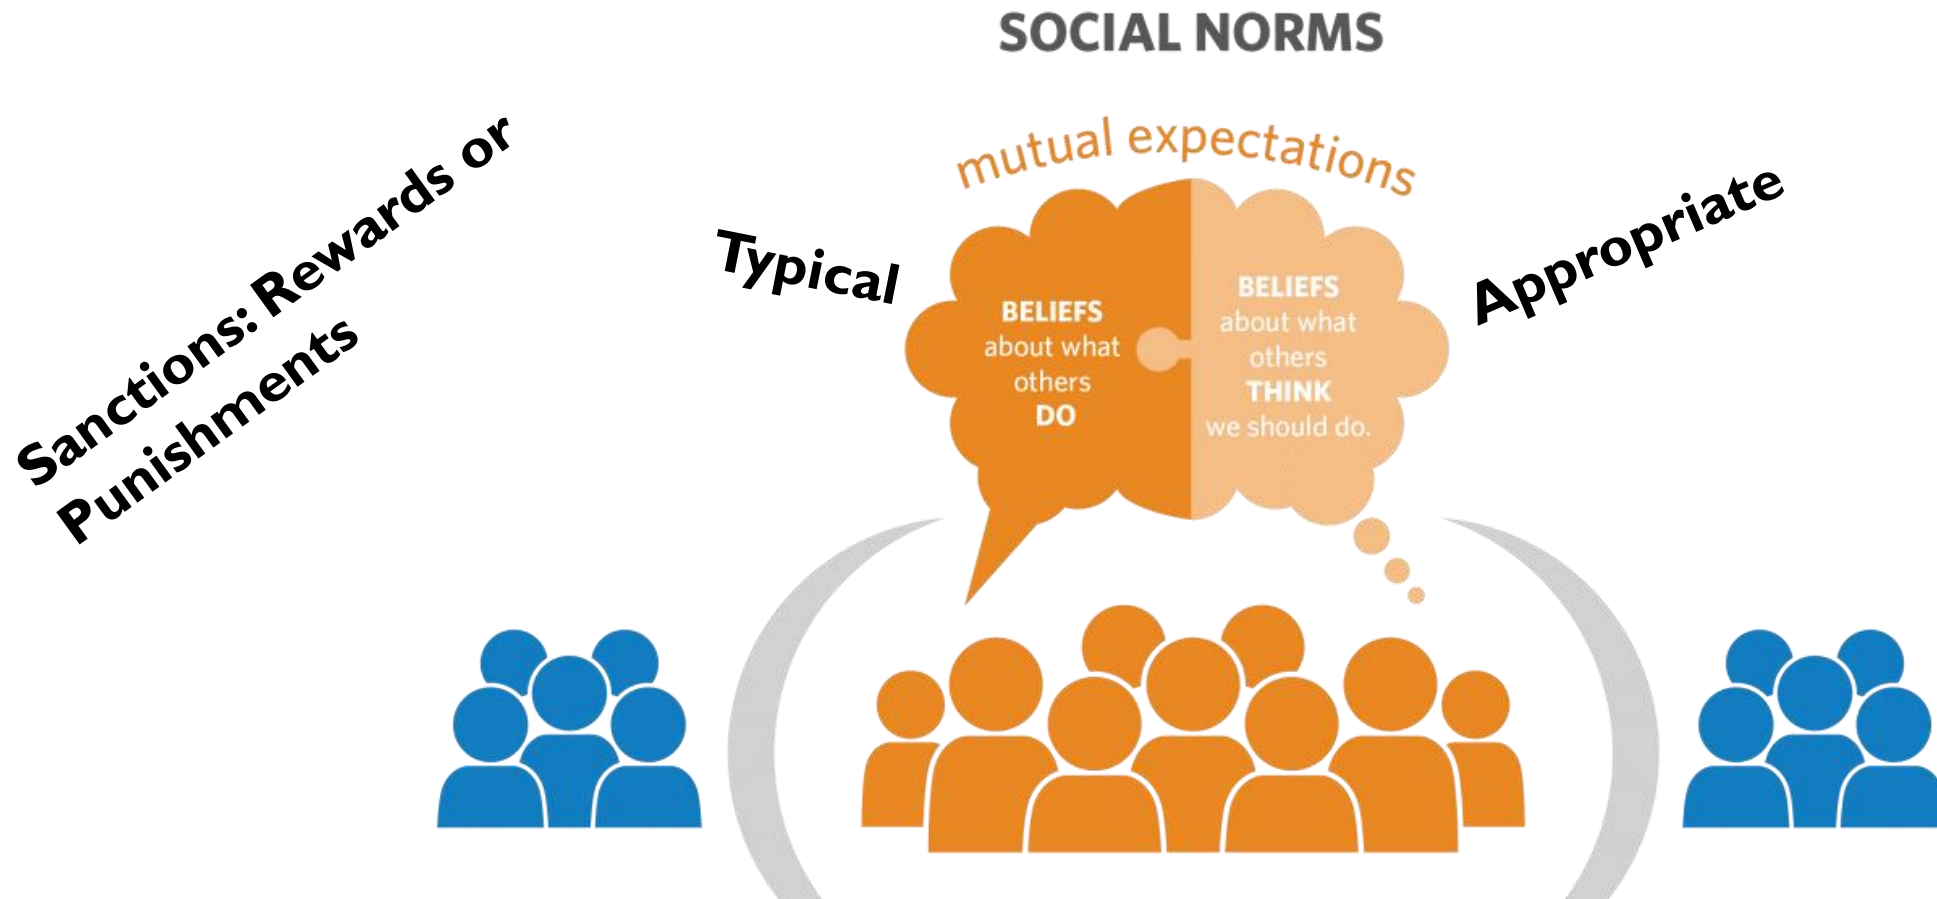 SOCIAL NORMS
mutual expectations
Sanctions: Rewards or
Punishments
Typical
Appropriate
BELIEFS
about what
others
DO
BELIEFS
about what
others
THINK
we should do.